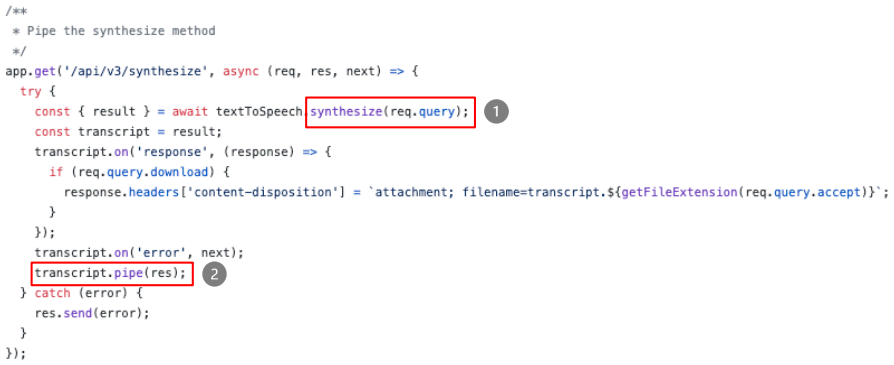 /**
 * Pipe the synthesize method
 */
app.get('/api/v3/synthesize', async (req, res, next) => {
  try {
    const { result } = await textToSpeech.synthesize(req.query); 1
    const transcript = result;
    transcript.on('response', (response) => {
      if (req.query.download) {
        response.headers['content-disposition'] = `attachment; filename=transcript.${getFileExtension(req.query.accept)}`;
      }
    });
    transcript.on('error', next);
    transcript.pipe(res); 2
  } catch (error) {
    res.send(error);
  }
});